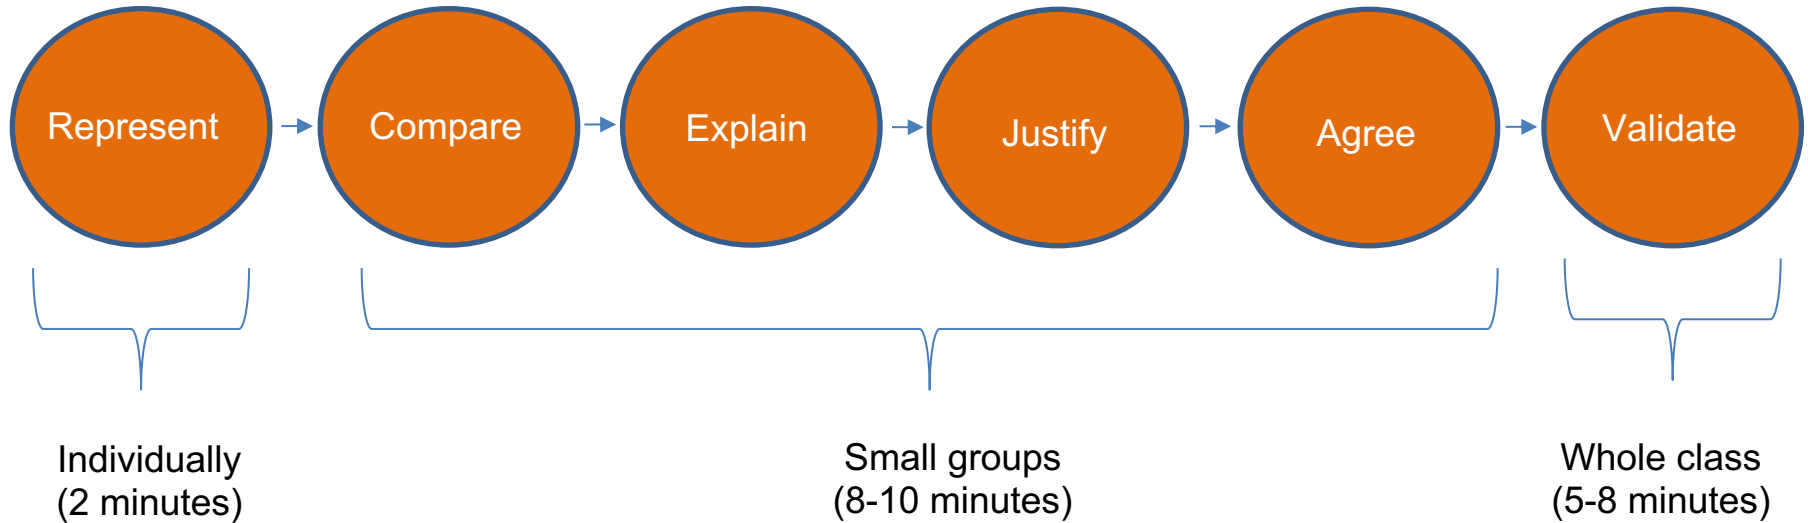 Represent
Compare
Explain
Justify
Agree
Validate
Individually
(2 minutes)
Small groups
(8-10 minutes)
Whole class
(5-8 minutes)